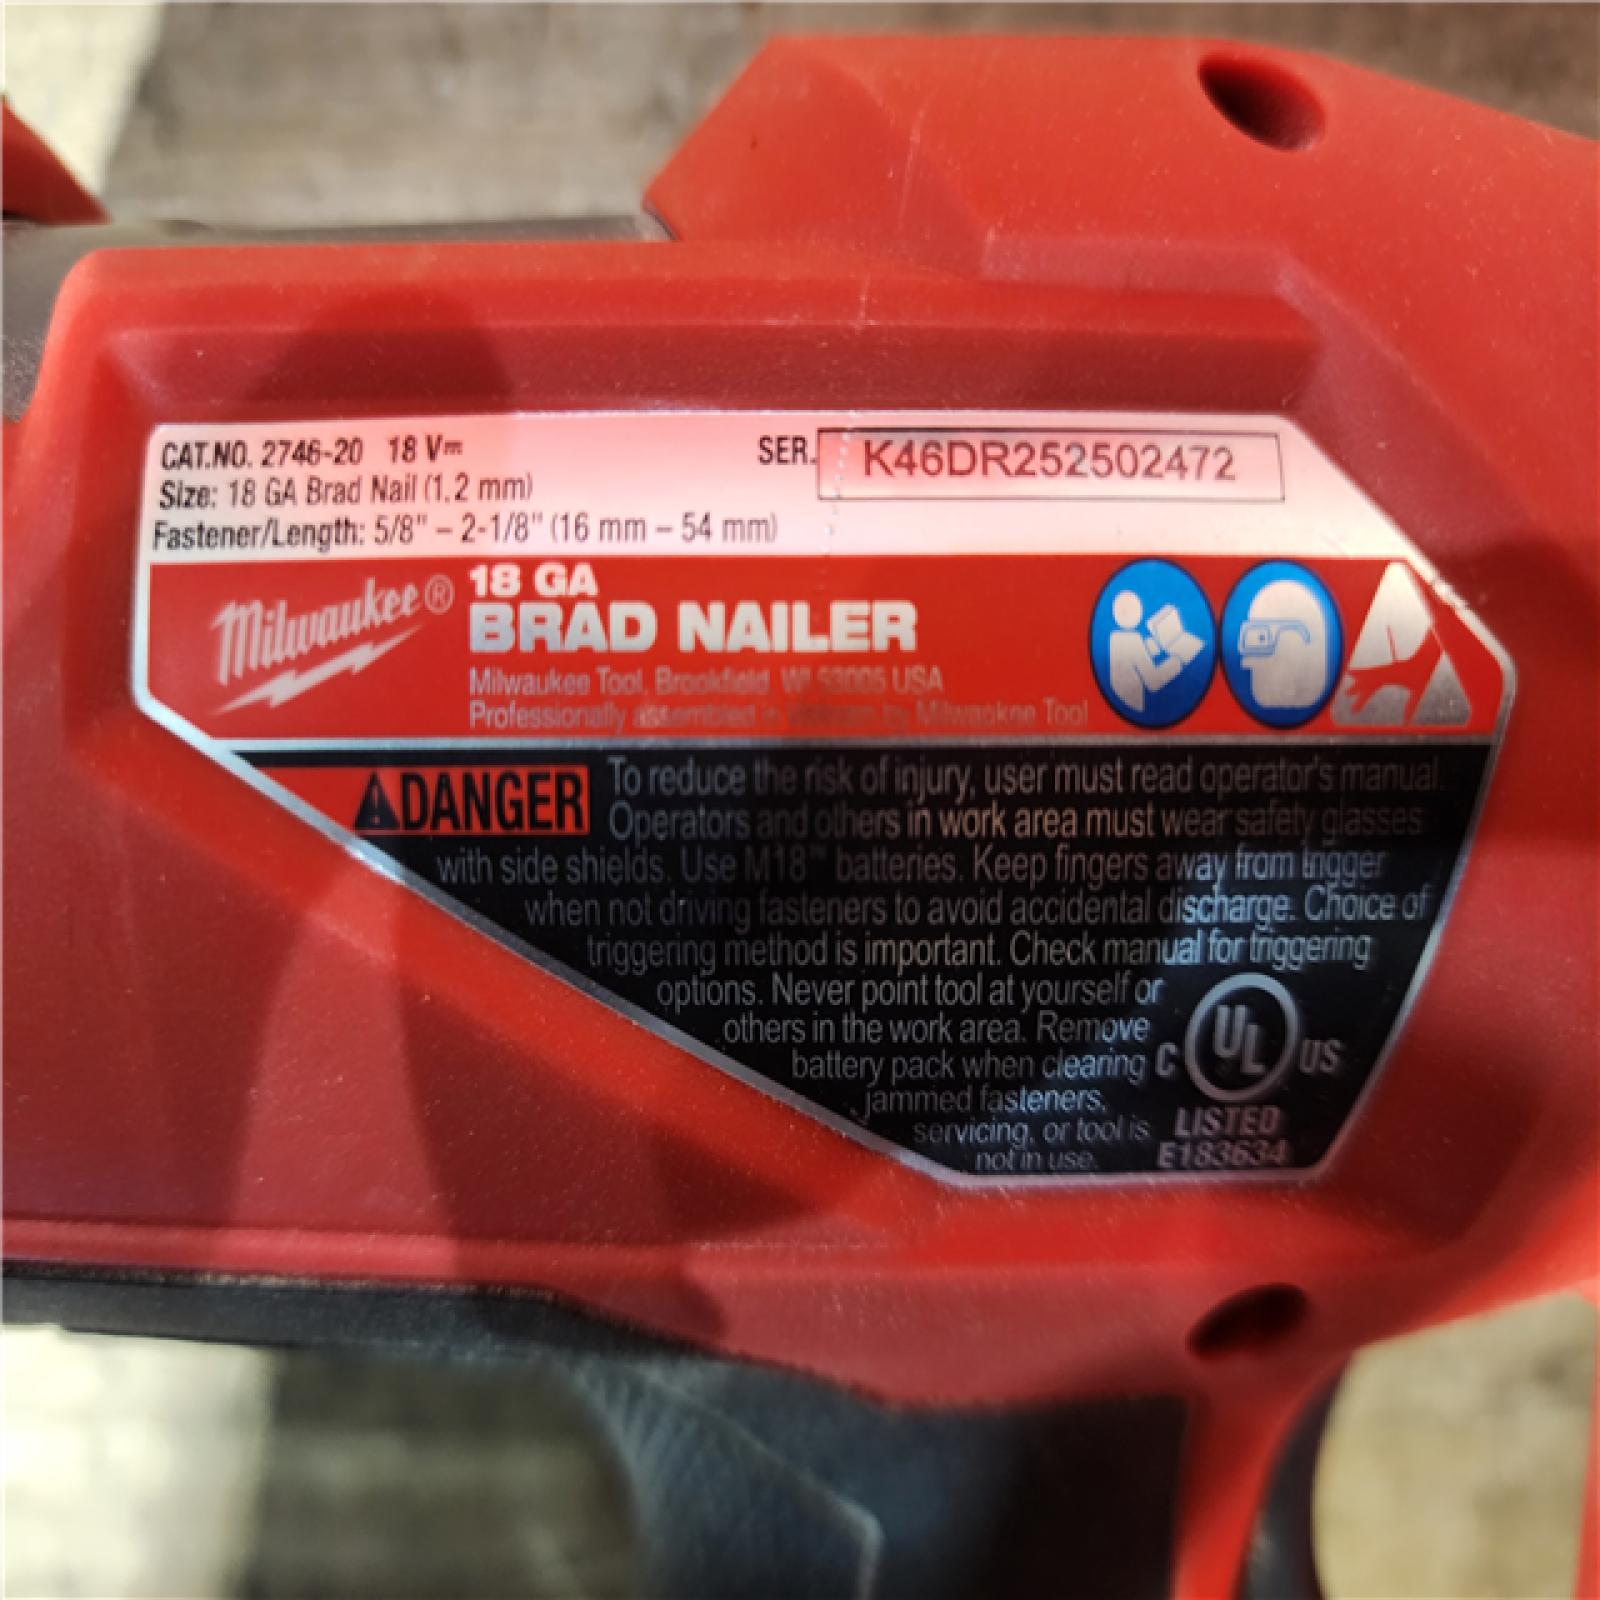 CAT.NO. 2746-20 18 V⎓ SER. K46DR252502472
Size: 18 GA Brad Nail (1.2 mm)
Fastener/Length: 5/8" – 2-1/8" (16 mm – 54 mm)
Milwaukee®
18 GA
BRAD NAILER
Milwaukee Tool, Brookfield, WI 53005 USA
Professionally assembled in Vietnam by Milwaukee Tool
DANGER To reduce the risk of injury, user must read operator's manual.
Operators and others in work area must wear safety glasses
with side shields. Use M18™ batteries. Keep fingers away from trigger
when not driving fasteners to avoid accidental discharge. Choice of
triggering method is important. Check manual for triggering
options. Never point tool at yourself or
others in the work area. Remove
battery pack when clearing
jammed fasteners,
servicing, or tool is
not in use.
C UL US
LISTED
E183634